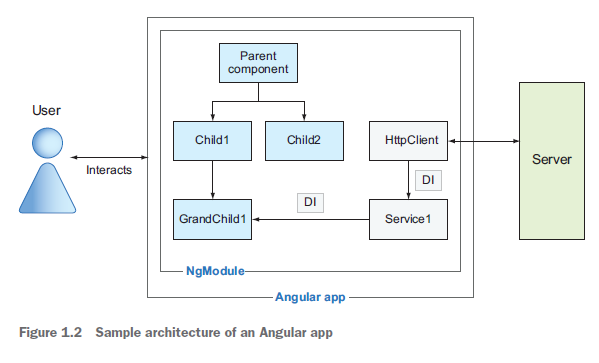 Parent
component
User
Child1
Child2
HttpClient
Server
Interacts
DI
DI
GrandChild1
Service1
NgModule
Angular app
Figure 1.2 Sample architecture of an Angular app